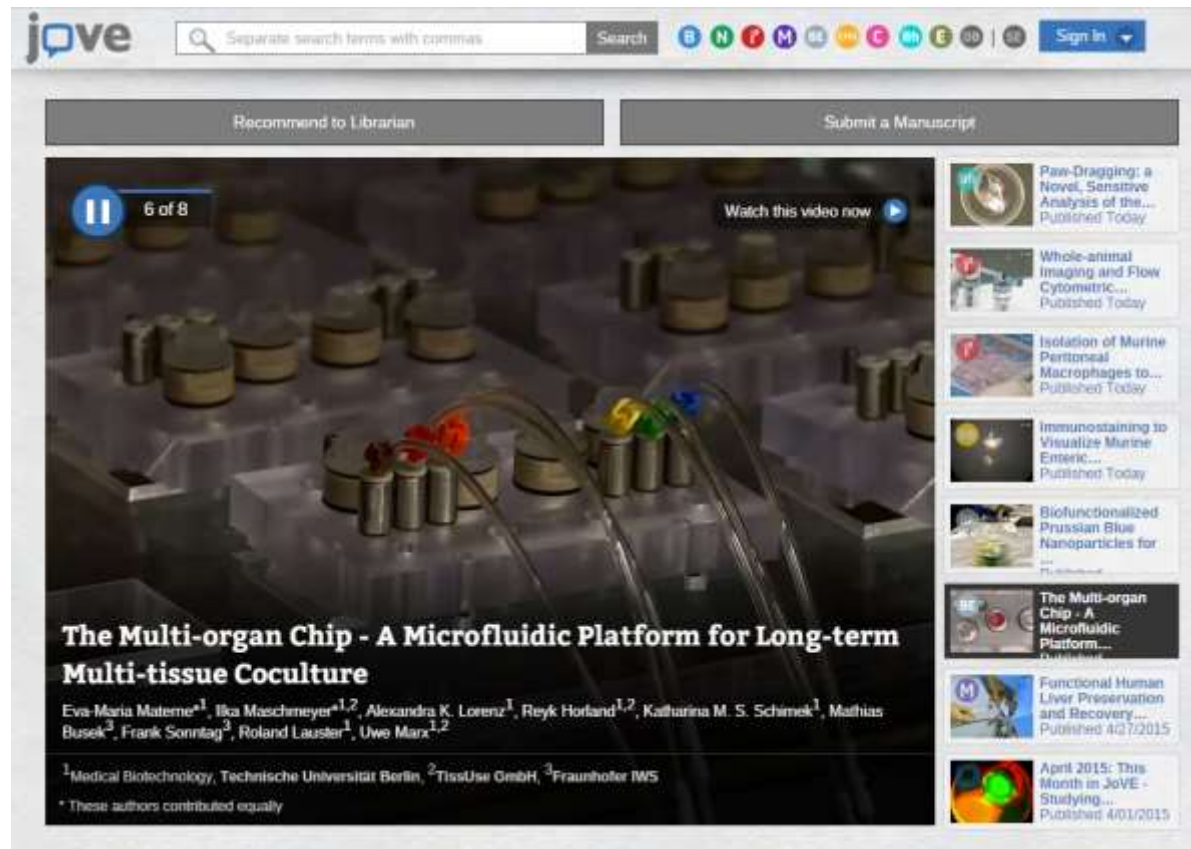 jove
Separate search terms with commas
Search
B N M BE C Bh E | Sign In
Recommend to Librarian
Submit a Manuscript
6 of 8
Watch this video now
The Multi-organ Chip - A Microfluidic Platform for Long-term
Multi-tissue Coculture
Eva-Maria Materne*1, Ilka Maschmeyer*1,2, Alexandra K. Lorenz1, Reyk Horland1,2, Katharina M. S. Schimek1, Mathias
Busek3, Frank Sonntag3, Roland Lauster1, Uwe Marx1,2
1Medical Biotechnology, Technische Universität Berlin, 2TissUse GmbH, 3Fraunhofer IWS
* These authors contributed equally
Paw-Dragging: a
Novel, Sensitive
Analysis of the...
Published Today
Whole-animal
Imaging and Flow
Cytometric...
Published Today
Isolation of Murine
Peritoneal
Macrophages to...
Published Today
Immunostaining to
Visualize Murine
Enteric...
Published Today
Biofunctionalized
Prussian Blue
Nanoparticles for
...
BE
The Multi-organ
Chip - A
Microfluidic
Platform...
M
Functional Human
Liver Preservation
and Recovery...
Published 4/27/2015
April 2015: This
Month in JoVE -
Studying...
Published 4/01/2015